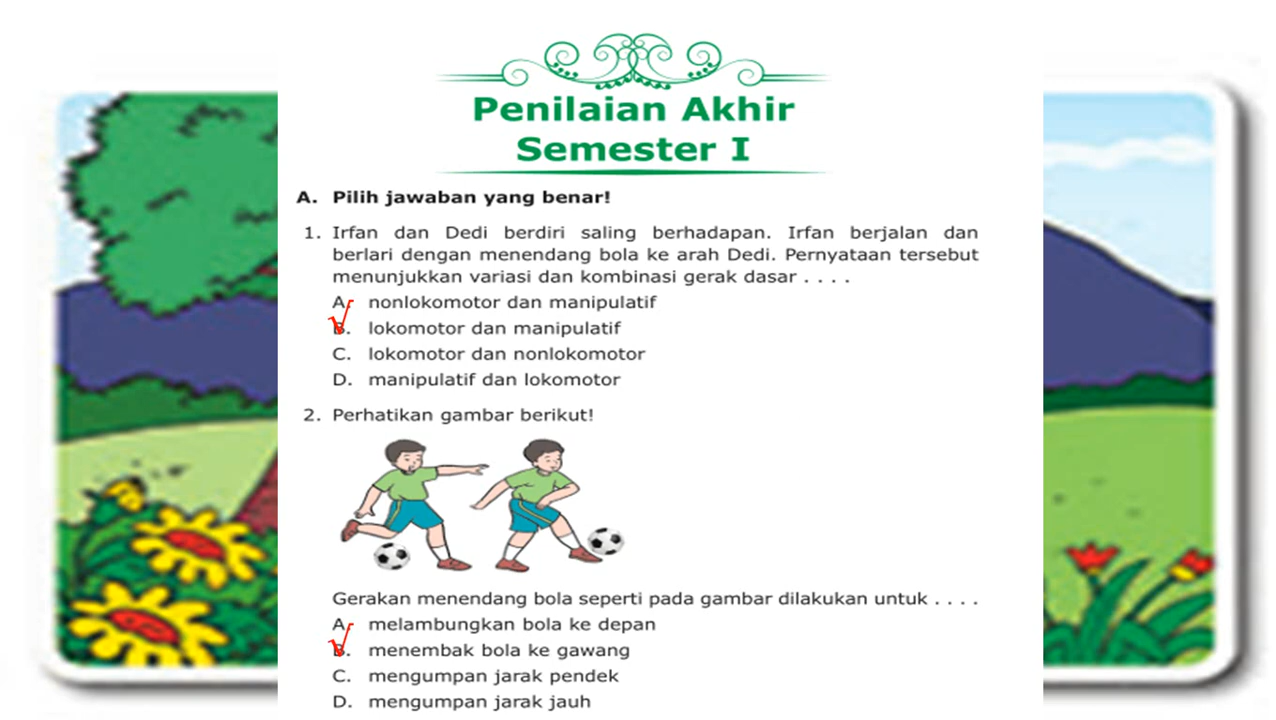 Penilaian Akhir
Semester I
A. Pilih jawaban yang benar!
1. Irfan dan Dedi berdiri saling berhadapan. Irfan berjalan dan
berlari dengan menendang bola ke arah Dedi. Pernyataan tersebut
menunjukkan variasi dan kombinasi gerak dasar . . . .
A. nonlokomotor dan manipulatif
B. lokomotor dan manipulatif
C. lokomotor dan nonlokomotor
D. manipulatif dan lokomotor
2. Perhatikan gambar berikut!
Gerakan menendang bola seperti pada gambar dilakukan untuk . . . .
A. melambungkan bola ke depan
B. menembak bola ke gawang
C. mengumpan jarak pendek
D. mengumpan jarak jauh